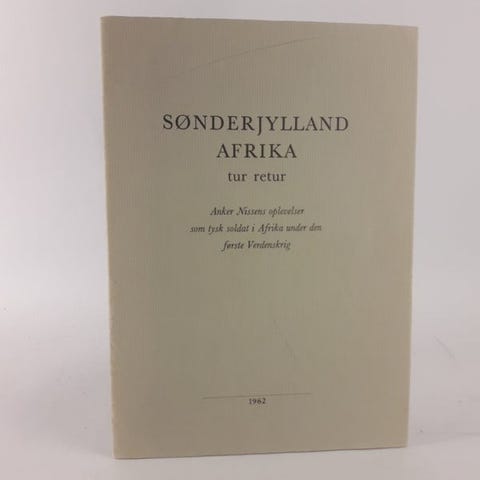 SØNDERJYLLAND
AFRIKA
tur retur
Anker Nissens oplevelser
som tysk soldat i Afrika under den
første Verdenskrig
1962